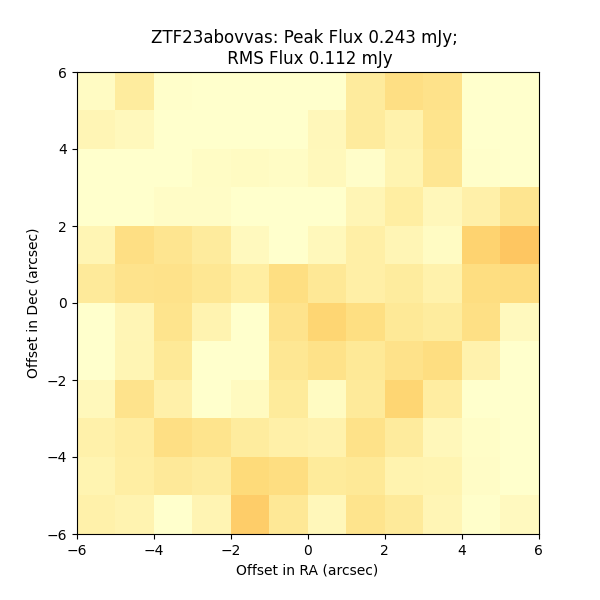 ZTF23abovvas: Peak Flux 0.243 mJy;
RMS Flux 0.112 mJy
6
4
2
0
−2
−4
−6
Offset in Dec (arcsec)
−6 −4 −2 0 2 4 6
Offset in RA (arcsec)